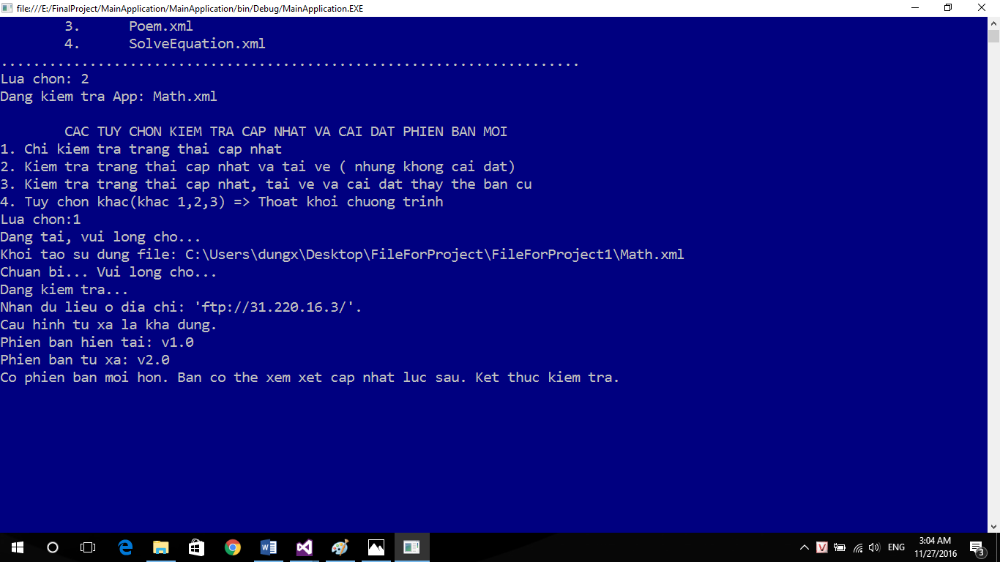 file:///E:/FinalProject/MainApplication/MainApplication/bin/Debug/MainApplication.EXE
3. Poem.xml
4. SolveEquation.xml
........................................................................
Lua chon: 2
Dang kiem tra App: Math.xml
CAC TUY CHON KIEM TRA CAP NHAT VA CAI DAT PHIEN BAN MOI
1. Chi kiem tra trang thai cap nhat
2. Kiem tra trang thai cap nhat va tai ve ( nhung khong cai dat)
3. Kiem tra trang thai cap nhat, tai ve va cai dat thay the ban cu
4. Tuy chon khac(khac 1,2,3) => Thoat khoi chuong trinh
Lua chon:1
Dang tai, vui long cho...
Khoi tao su dung file: C:\Users\dungx\Desktop\FileForProject\FileForProject1\Math.xml
Chuan bi... Vui long cho...
Dang kiem tra...
Nhan du lieu o dia chi: 'ftp://31.220.16.3/'.
Cau hinh tu xa la kha dung.
Phien ban hien tai: v1.0
Phien ban tu xa: v2.0
Co phien ban moi hon. Ban co the xem xet cap nhat luc sau. Ket thuc kiem tra.
ENG
3:04 AM
11/27/2016
3